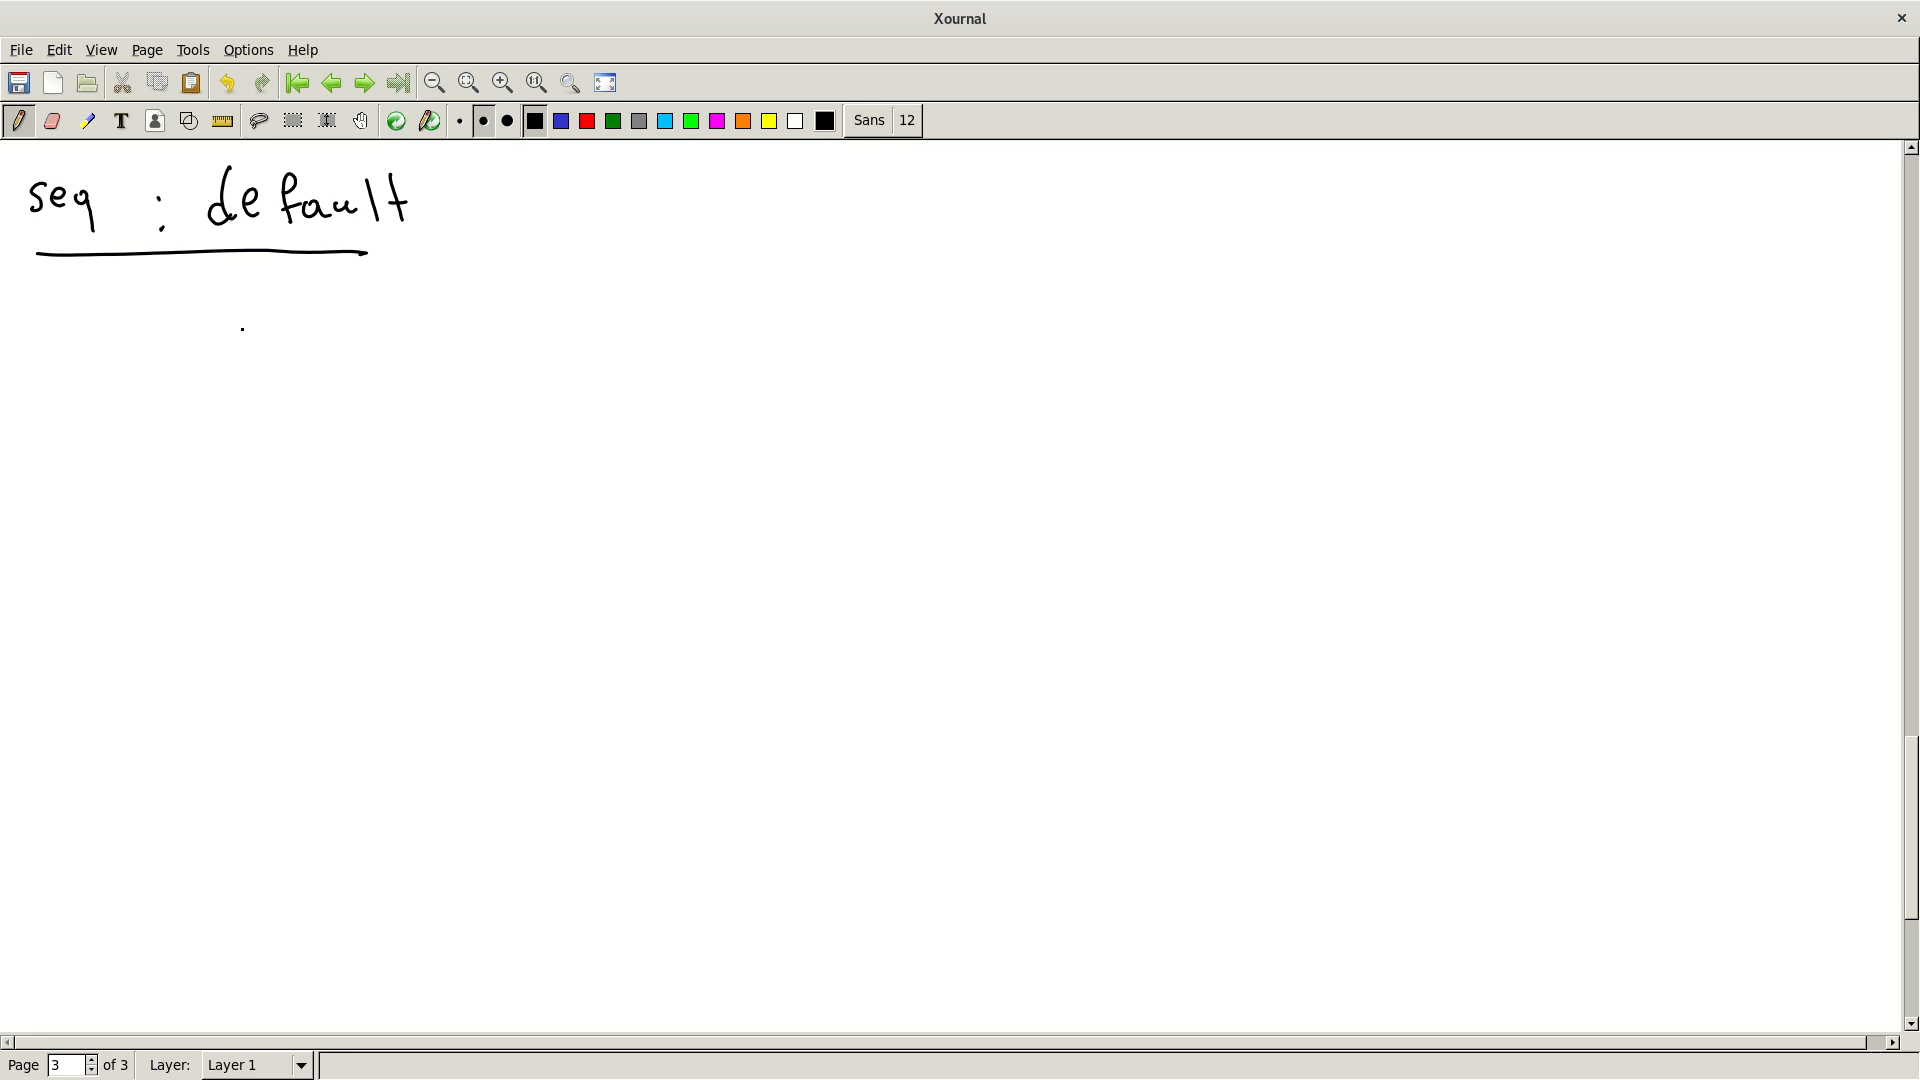 Xournal
File Edit View Page Tools Options Help
Sans 12
seq : default
Page 3 of 3 Layer: Layer 1